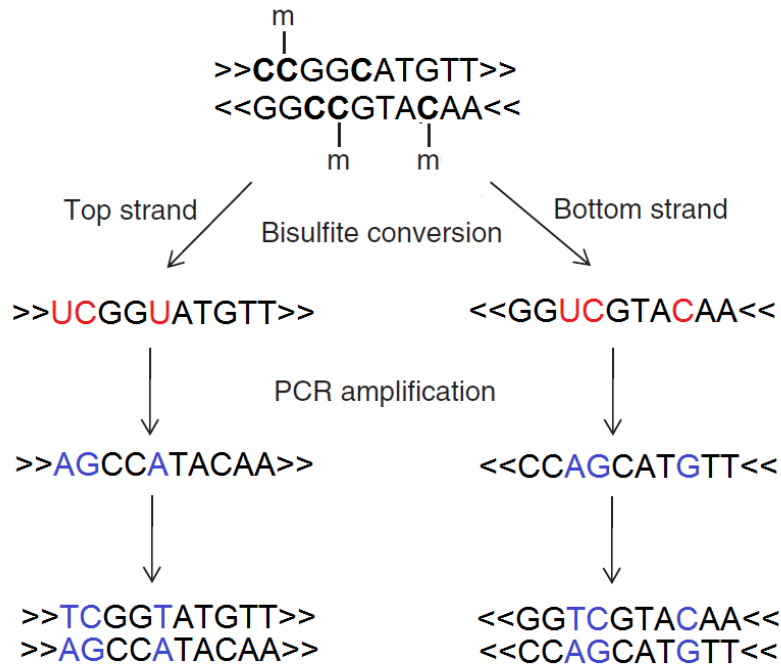 m
>>CCGGCATGTT>>
<<GGCCGTACAA<<
m m
Top strand
Bottom strand
Bisulfite conversion
>>UCGGUATGTT>>
<<GGUCGTACAA<<
PCR amplification
>>AGCCATACAA>>
<<CCAGCATGTT<<
>>TCGGTATGTT>>
>>AGCCATACAA>>
<<GGTCGTACAA<<
<<CCAGCATGTT<<